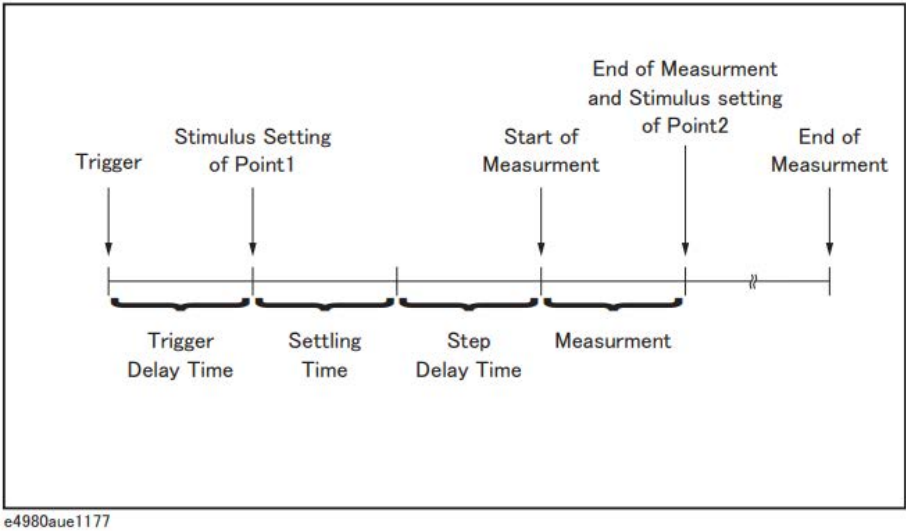 End of Measurment
and Stimulus setting
of Point2
Stimulus Setting
of Point1
Start of
Measurment
End of
Measurment
Trigger
Trigger
Delay Time
Settling
Time
Step
Delay Time
Measurment
e4980aue1177